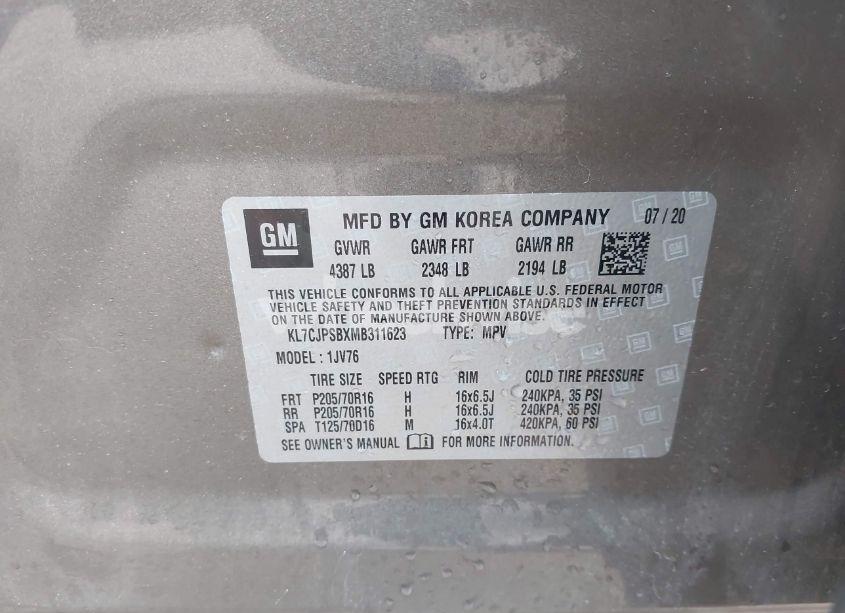 GM MFD BY GM KOREA COMPANY 07 / 20
GVWR GAWR FRT GAWR RR
4387 LB 2348 LB 2194 LB
THIS VEHICLE CONFORMS TO ALL APPLICABLE U.S. FEDERAL MOTOR
VEHICLE SAFETY AND THEFT PREVENTION STANDARDS IN EFFECT
ON THE DATE OF MANUFACTURE SHOWN ABOVE.
KL7CJPSBXMB311623 TYPE: MPV
MODEL : 1JV76
TIRE SIZE SPEED RTG RIM COLD TIRE PRESSURE
FRT P205/70R16 H 16x6.5J 240KPA, 35 PSI
RR P205/70R16 H 16x6.5J 240KPA, 35 PSI
SPA T125/70D16 M 16x4.0T 420KPA, 60 PSI
SEE OWNER'S MANUAL FOR MORE INFORMATION.